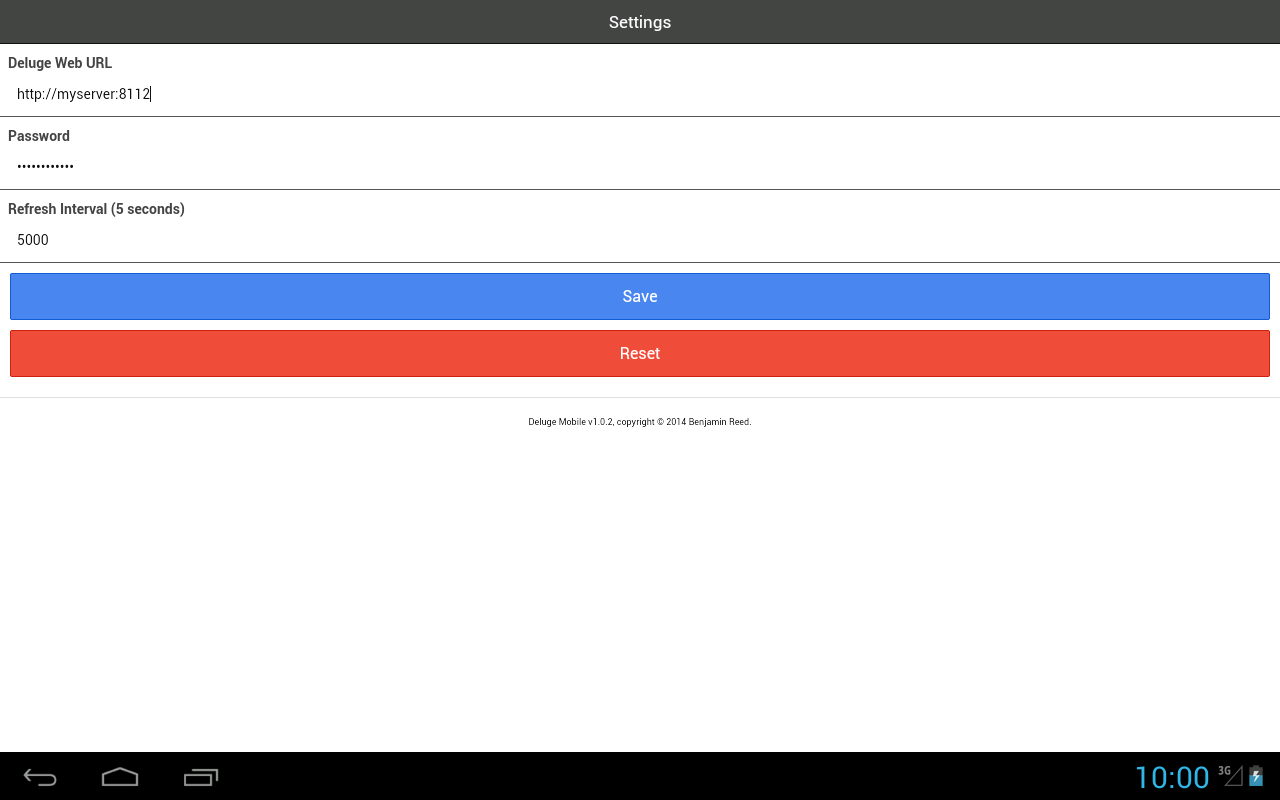 Settings
Deluge Web URL
http://myserver:8112
Password
••••••••••••
Refresh Interval (5 seconds)
5000
Save
Reset
Deluge Mobile v1.0.2, copyright © 2014 Benjamin Reed.
10:00 3G